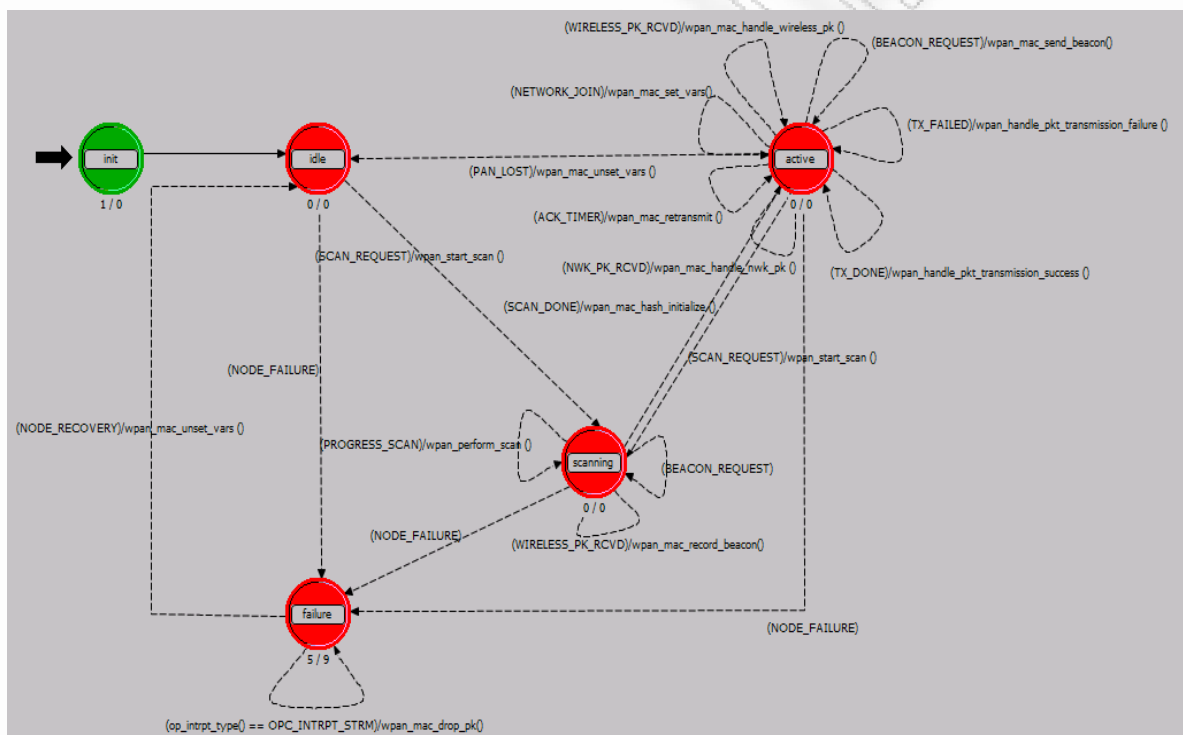 (WIRELESS_PK_RCVD)/wpan_mac_handle_wireless_pk ()
(BEACON_REQUEST)/wpan_mac_send_beacon()
(NETWORK_JOIN)/wpan_mac_set_vars()
(TX_FAILED)/wpan_handle_pkt_transmission_failure ()
init
idle
active
(PAN_LOST)/wpan_mac_unset_vars ()
1 / 0
0 / 0
0 / 0
(ACK_TIMER)/wpan_mac_retransmit ()
(SCAN_REQUEST)/wpan_start_scan ()
(NWK_PK_RCVD)/wpan_mac_handle_nwk_pk ()
(TX_DONE)/wpan_handle_pkt_transmission_success ()
(SCAN_DONE)/wpan_mac_hash_initialize ()
(SCAN_REQUEST)/wpan_start_scan ()
(NODE_FAILURE)
(NODE_RECOVERY)/wpan_mac_unset_vars ()
(PROGRESS_SCAN)/wpan_perform_scan ()
scanning
(BEACON_REQUEST)
0 / 0
(NODE_FAILURE)
(WIRELESS_PK_RCVD)/wpan_mac_record_beacon()
failure
(NODE_FAILURE)
5 / 9
(op_intrpt_type() == OPC_INTRPT_STRM)/wpan_mac_drop_pk()